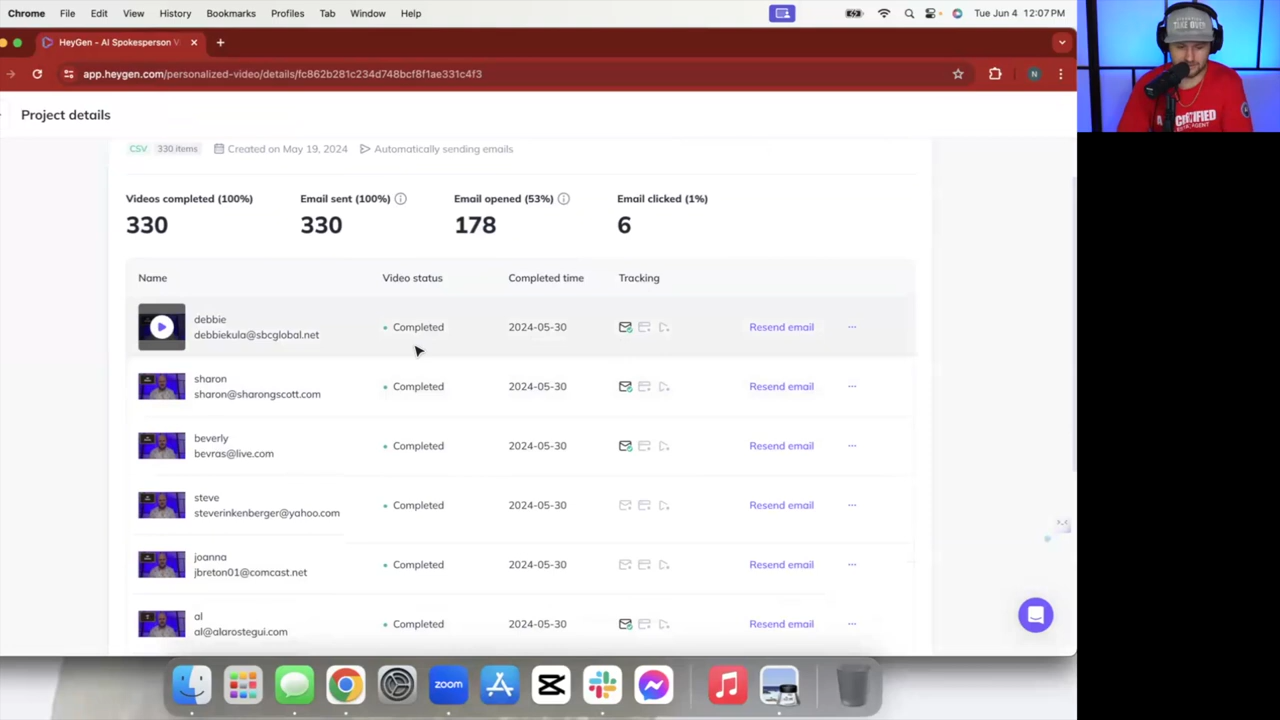 Chrome File Edit View History Bookmarks Profiles Tab Window Help Tue Jun 4 12:07 PM
HeyGen - AI Spokesperson V
app.heygen.com/personalized-video/details/fc862b281c234d748bcf8f1ae331c4f3 N
TAKE OVER
Project details
CSV 330 items Created on May 19, 2024 Automatically sending emails
Videos completed (100%) Email sent (100%) Email opened (53%) Email clicked (1%)
330 330 178 6
Name Video status Completed time Tracking
debbie
debbiekula@sbcglobal.net Completed 2024-05-30 Resend email
sharon
sharon@sharongscott.com Completed 2024-05-30 Resend email
beverly
bevras@live.com Completed 2024-05-30 Resend email
steve
steverinkenberger@yahoo.com Completed 2024-05-30 Resend email
joanna
jbreton01@comcast.net Completed 2024-05-30 Resend email
al
al@alarostegui.com Completed 2024-05-30 Resend email
zoom